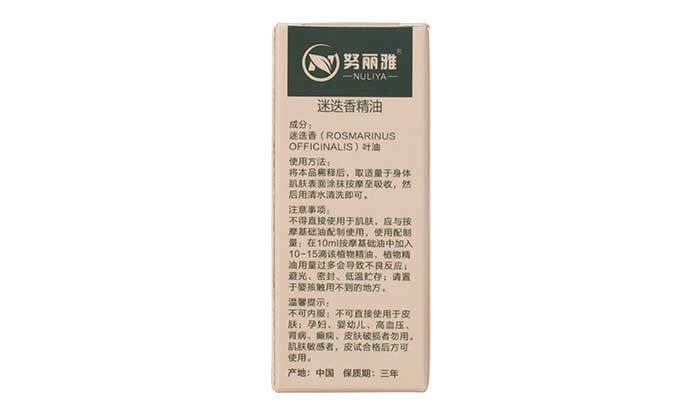 努丽雅®
NULIYA
迷迭香精油
成分：
迷迭香（ROSMARINUS
OFFICINALIS）叶油
使用方法：
将本品稀释后，取适量于身体
肌肤表面涂抹按摩至吸收，然
后用清水清洗即可。
注意事项：
不得直接使用于肌肤，应与按
摩基础油配制使用，使用配制
量：在10ml按摩基础油中加入
10-15滴该植物精油，植物精
油用量过多会导致不良反应；
避光、密封、低温贮存；请置
于婴孩触用不到的地方。
温馨提示：
不可内服；不可直接使用于皮
肤；孕妇、婴幼儿、高血压、
肾病、癫痫、皮肤破损者勿用。
肌肤敏感者，皮试合格后方可
使用。
产地：中国 保质期：三年